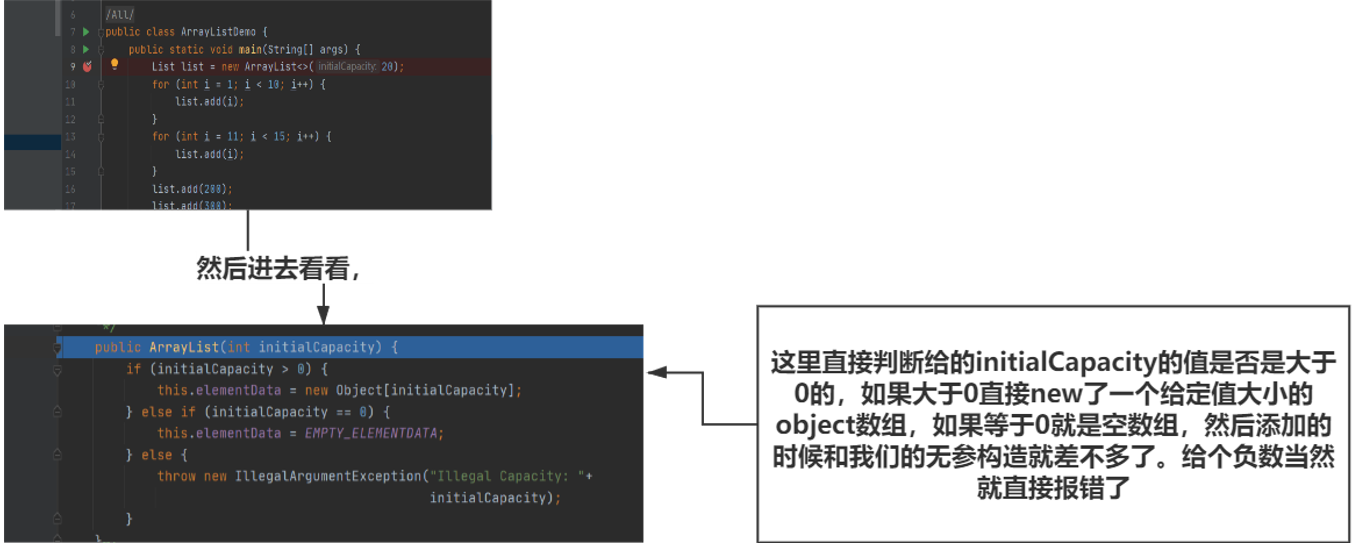 6 /All/
7 public class ArrayListDemo {
8 public static void main(String[] args) {
9 List list = new ArrayList<>( initialCapacity: 20);
10 for (int i = 1; i < 10; i++) {
11 list.add(i);
12 }
13 for (int i = 11; i < 15; i++) {
14 list.add(i);
15 }
16 list.add(200);
17 list.add(300);
然后进去看看，
*/
public ArrayList(int initialCapacity) {
if (initialCapacity > 0) {
this.elementData = new Object[initialCapacity];
} else if (initialCapacity == 0) {
this.elementData = EMPTY_ELEMENTDATA;
} else {
throw new IllegalArgumentException("Illegal Capacity: "+
initialCapacity);
}
}
这里直接判断给的initialCapacity的值是否是大于
0的，如果大于0直接new了一个给定值大小的
object数组，如果等于0就是空数组，然后添加的
时候和我们的无参构造就差不多了。给个负数当然
就直接报错了